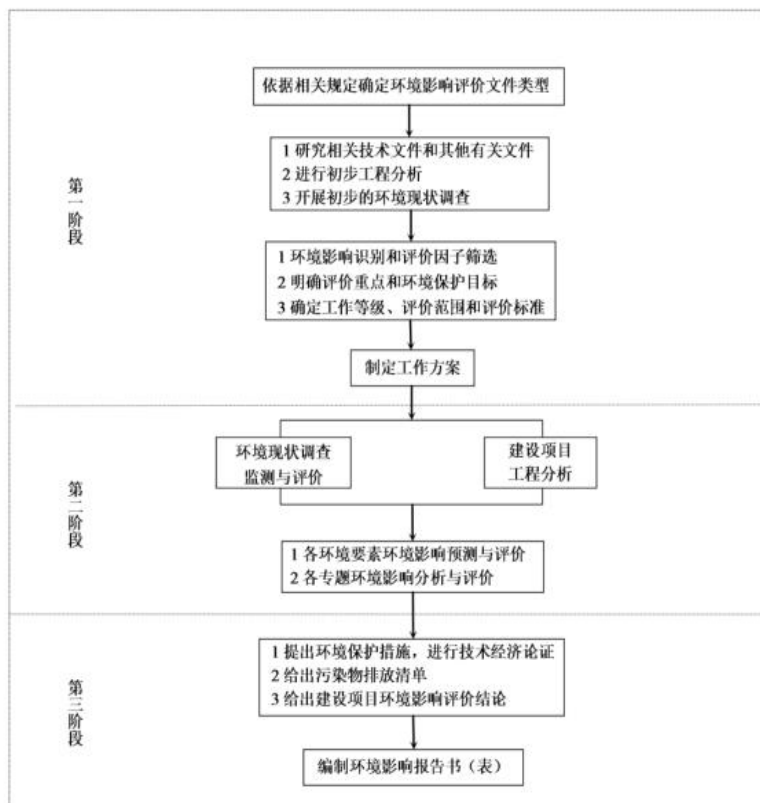 依据相关规定确定环境影响评价文件类型
1 研究相关技术文件和其他有关文件
2 进行初步工程分析
3 开展初步的环境现状调查
第一阶段
1 环境影响识别和评价因子筛选
2 明确评价重点和环境保护目标
3 确定工作等级、评价范围和评价标准
制定工作方案
环境现状调查
监测与评价
建设项目
工程分析
第二阶段
1 各环境要素环境影响预测与评价
2 各专题环境影响分析与评价
1 提出环境保护措施，进行技术经济论证
2 给出污染物排放清单
3 给出建设项目环境影响评价结论
第三阶段
编制环境影响报告书（表）